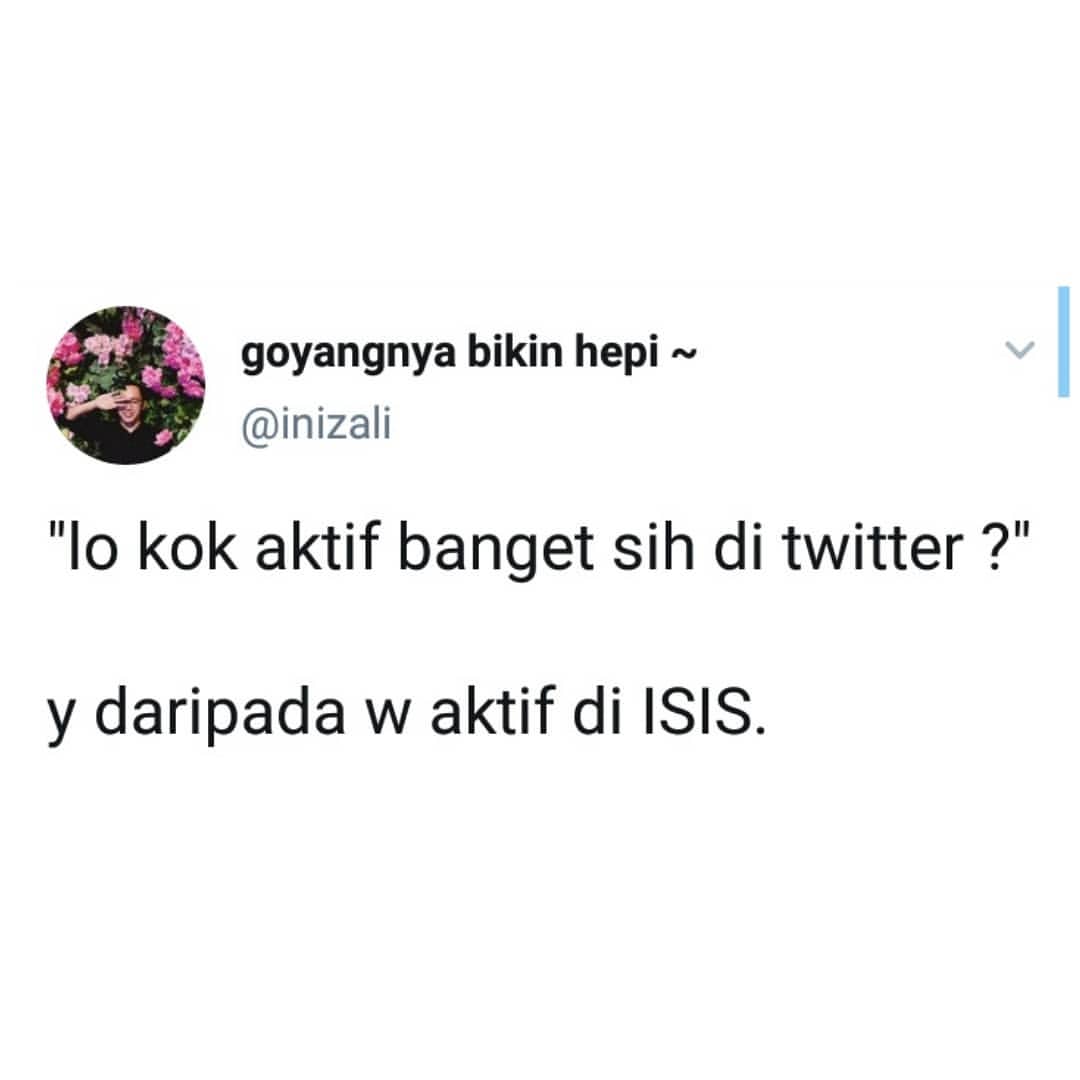 goyangnya bikin hepi ~
@inizali
"lo kok aktif banget sih di twitter ?"
y daripada w aktif di ISIS.